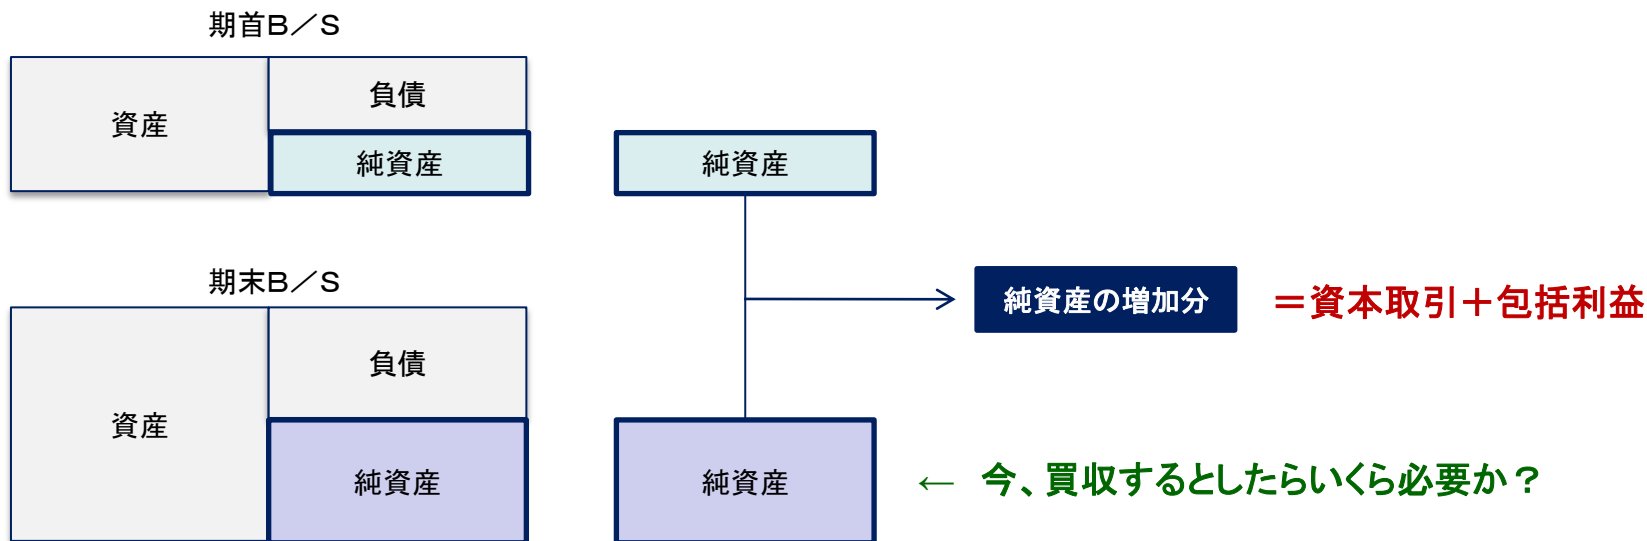 期首Ｂ／Ｓ
資産
負債
純資産
純資産
期末Ｂ／Ｓ
純資産の増加分
＝資本取引＋包括利益
資産
負債
純資産
純資産
← 今、買収するとしたらいくら必要か？